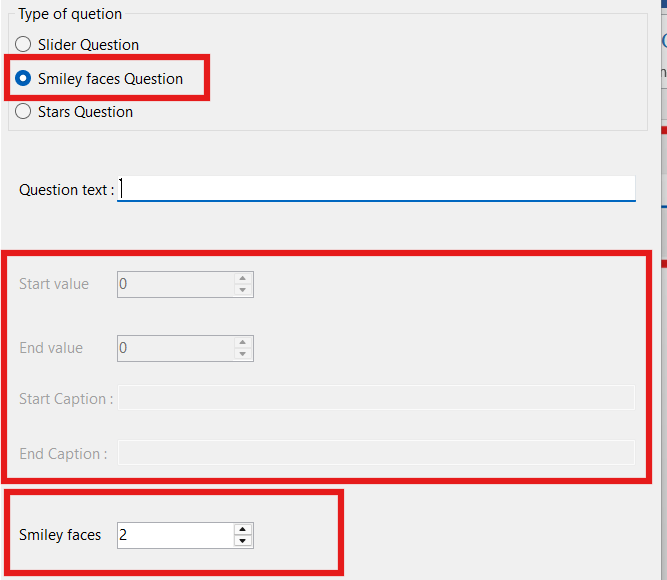 Type of quetion
Slider Question
Smiley faces Question
Stars Question
Question text :
Start value 0
End value 0
Start Caption :
End Caption :
Smiley faces 2